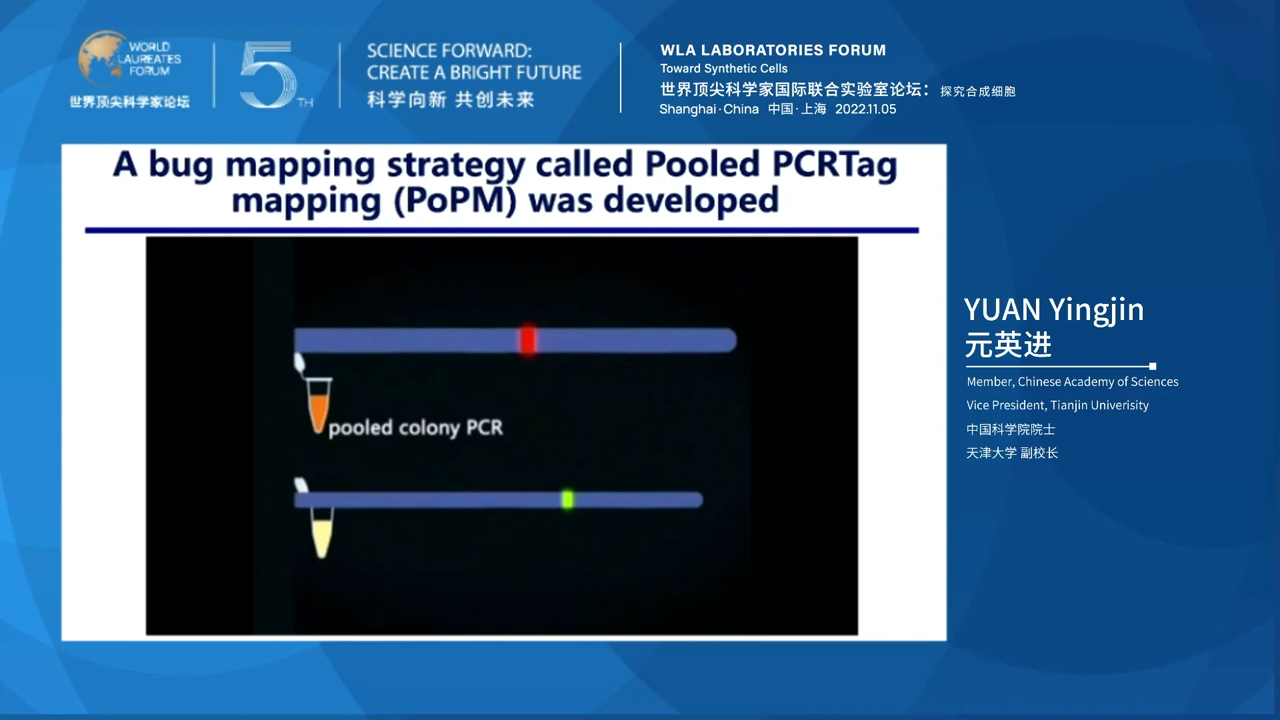 WORLD
LAUREATES
FORUM
世界顶尖科学家论坛
5TH
SCIENCE FORWARD:
CREATE A BRIGHT FUTURE
科学向新 共创未来
WLA LABORATORIES FORUM
Toward Synthetic Cells
世界顶尖科学家国际联合实验室论坛：探究合成细胞
Shanghai·China 中国·上海 2022.11.05
A bug mapping strategy called Pooled PCRTag
mapping (PoPM) was developed
pooled colony PCR
YUAN Yingjin
元英进
Member, Chinese Academy of Sciences
Vice President, Tianjin Univerisity
中国科学院院士
天津大学 副校长